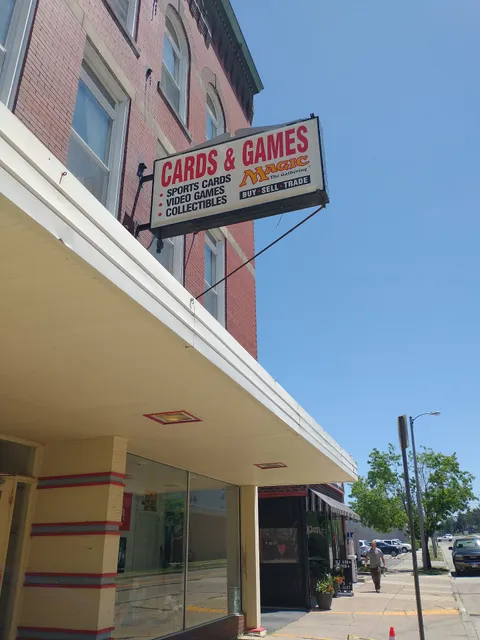 CARDS & GAMES
• SPORTS CARDS
• VIDEO GAMES
• COLLECTIBLES
MAGIC
The Gathering
BUY • SELL • TRADE